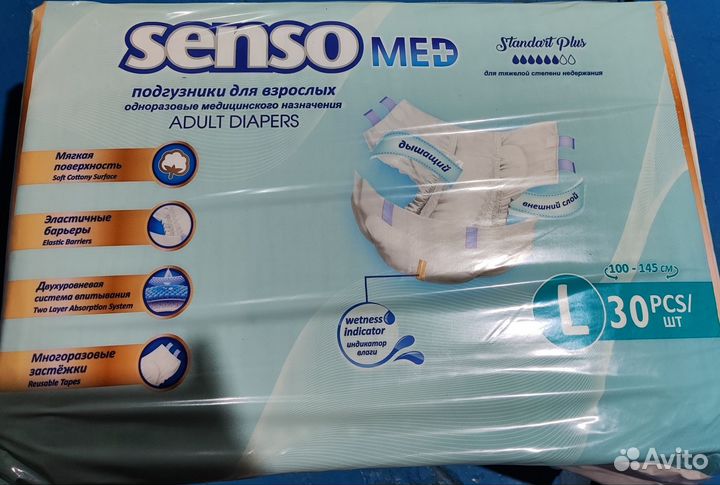 senso MED
Standart Plus
для тяжелой степени недержания
подгузники для взрослых
одноразовые медицинского назначения
ADULT DIAPERS
Мягкая
поверхность
Soft Cottony Surface
дышащий
внешний слой
Эластичные
барьеры
Elastic Barriers
Двухуровневая
система впитывания
Two Layer Absorption System
Многоразовые
застёжки
Reusable Tapes
wetness
indicator
индикатор
влаги
100 - 145 см
L 30 PCS/
ШТ
Avito